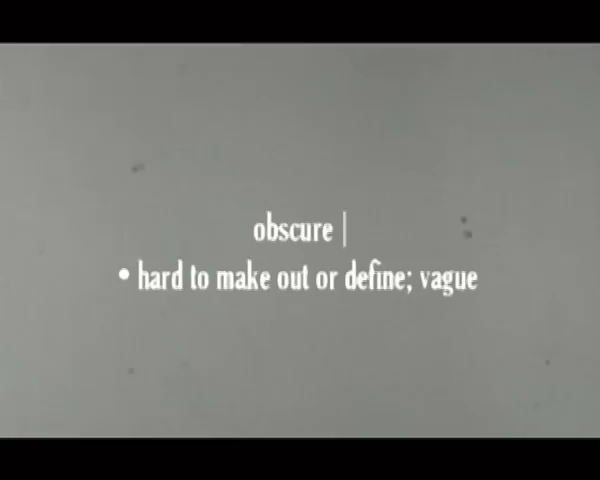 obscure |
• hard to make out or define; vague